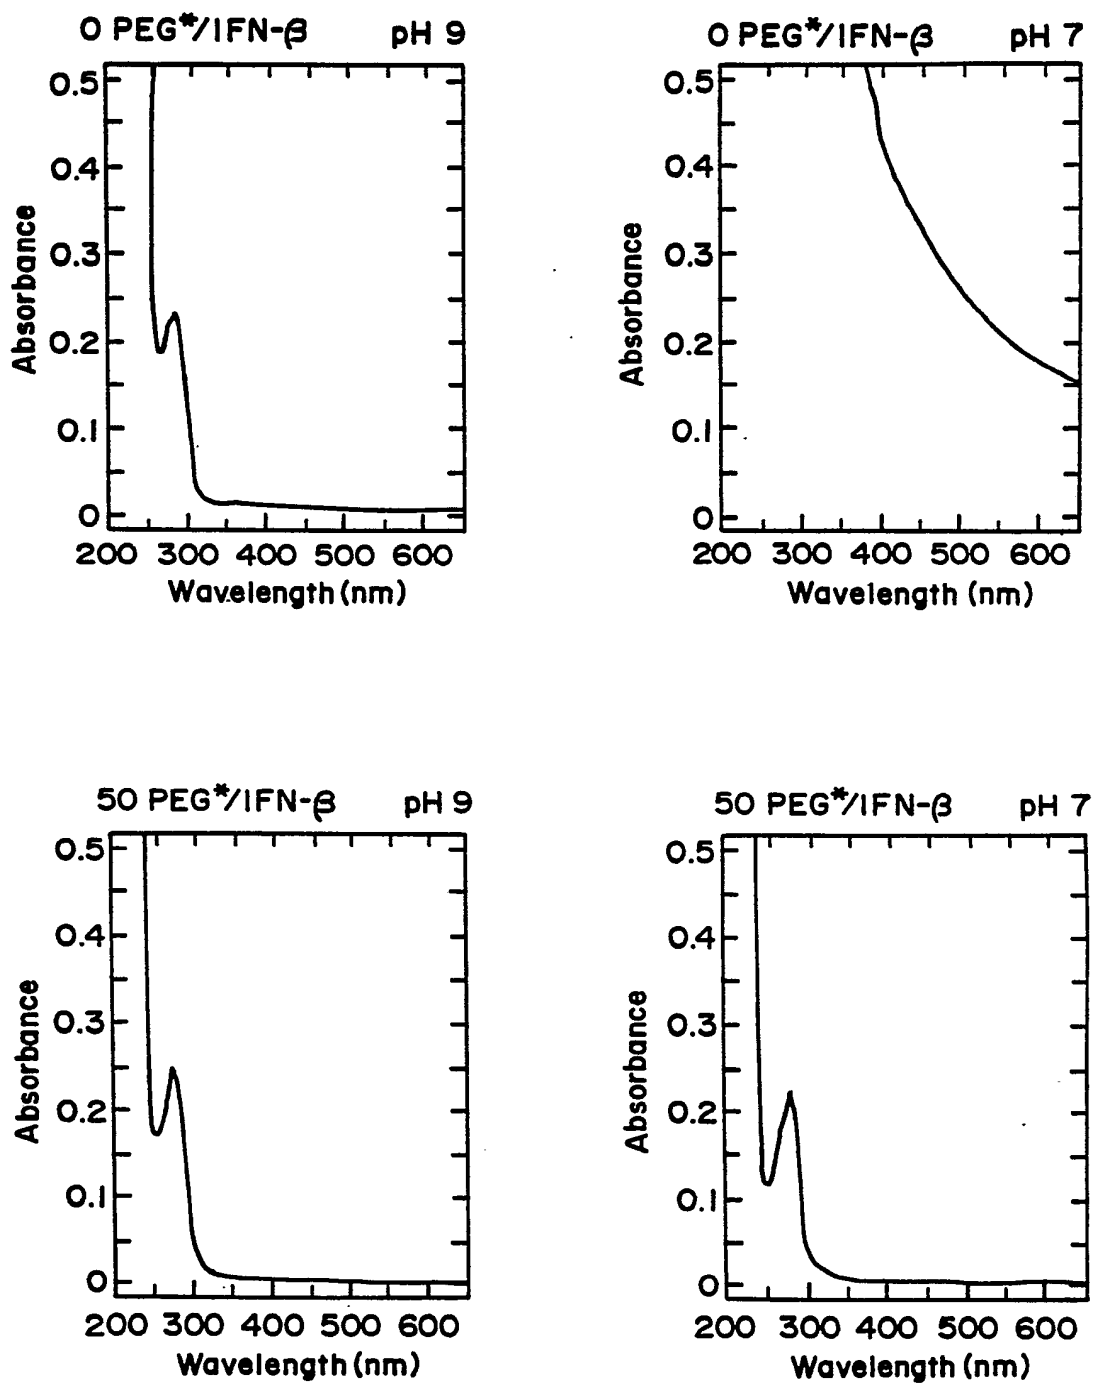 0 PEG*/IFN-β pH 9
0.5
0.4
0.3
0.2
0.1
0
Absorbance
200 300 400 500 600
Wavelength (nm)
0 PEG*/IFN-β pH 7
0.5
0.4
0.3
0.2
0.1
0
Absorbance
200 300 400 500 600
Wavelength (nm)
50 PEG*/IFN-β pH 9
0.5
0.4
0.3
0.2
0.1
0
Absorbance
200 300 400 500 600
Wavelength (nm)
50 PEG*/IFN-β pH 7
0.5
0.4
0.3
0.2
0.1
0
Absorbance
200 300 400 500 600
Wavelength (nm)